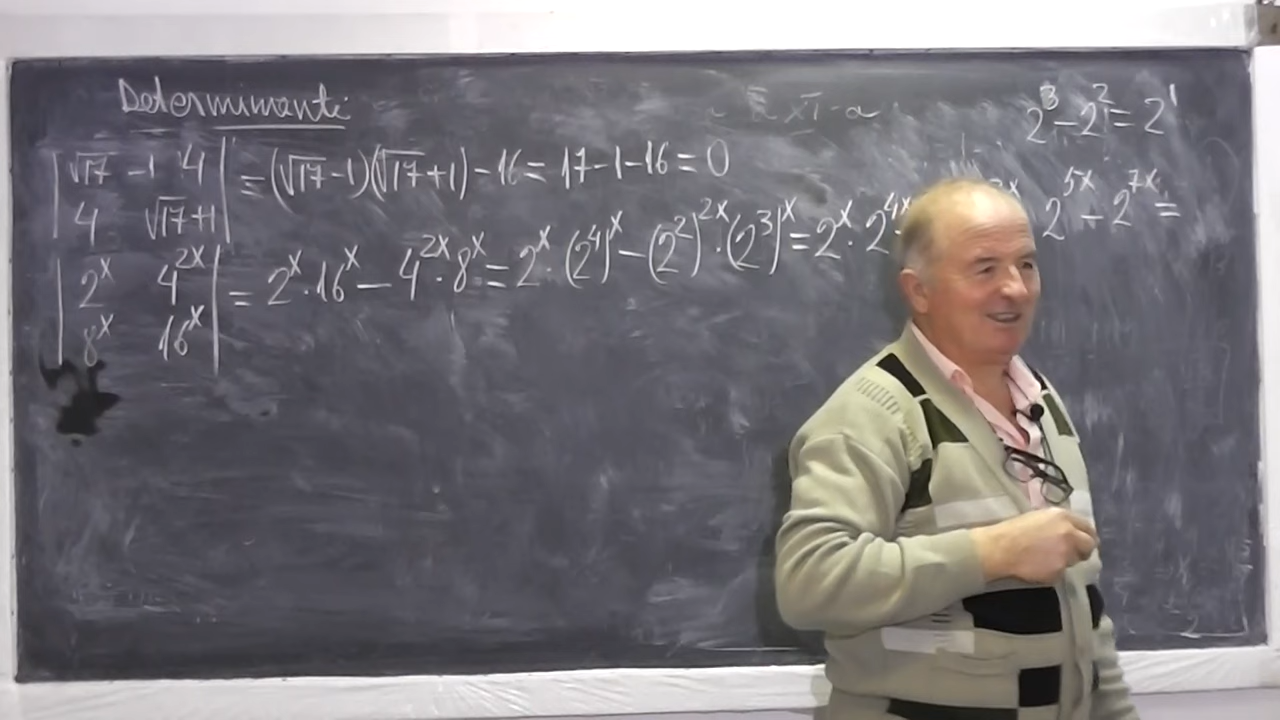 Determinanti
XI-a
2³ - 2² = 2¹
|√17 - 1 4|
|4 √17+1| = (√17-1)(√17+1) - 16 = 17-1-16 = 0
|2^x 4^{2x}|
|8^x 16^x| = 2^x · 16^x - 4^{2x} · 8^x = 2^x · (2⁴)^x - (2²)^{2x} · (2³)^x = 2^x · 2^{4x} 2^{5x} - 2^{7x} =